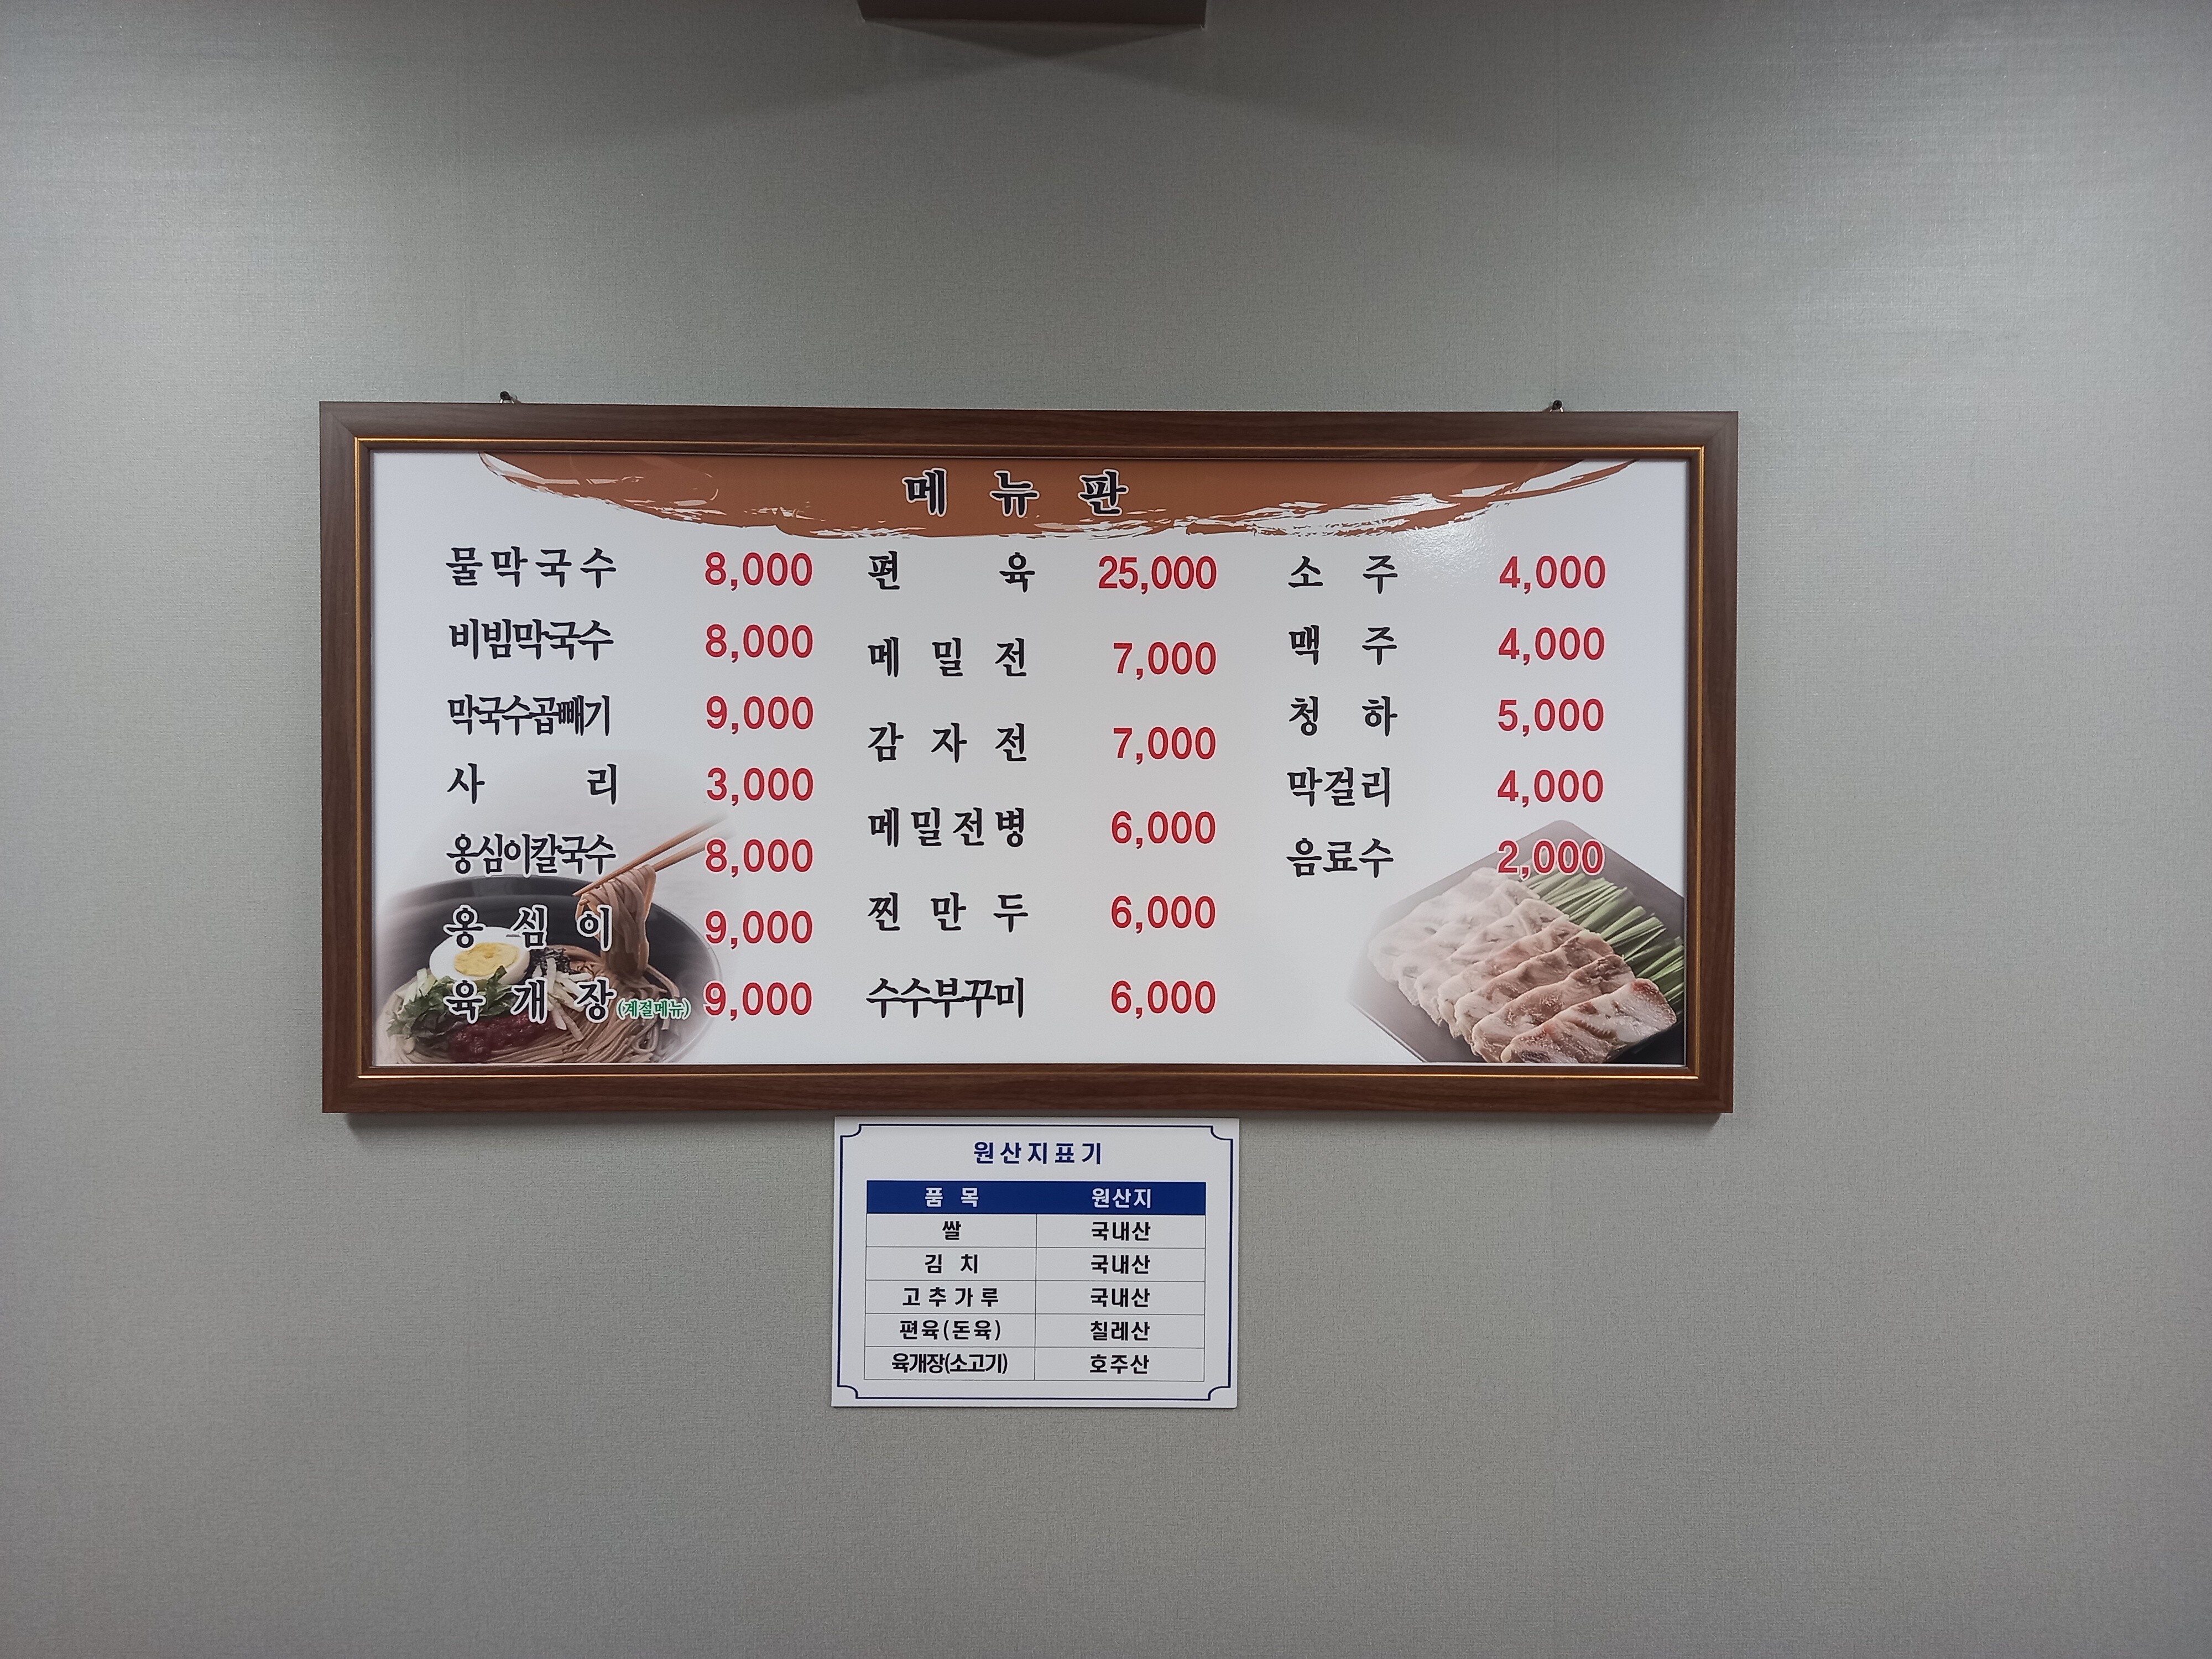 메 뉴 판
물막국수 8,000
비빔막국수 8,000
막국수곱빼기 9,000
사 리 3,000
옹심이칼국수 8,000
옹 심 이 9,000
육 개 장 (계절메뉴) 9,000
편 육 25,000
메 밀 전 7,000
감 자 전 7,000
메밀전병 6,000
찐 만 두 6,000
수수부꾸미 6,000
소 주 4,000
맥 주 4,000
청 하 5,000
막걸리 4,000
음료수 2,000
원산지표기
품 목 원산지
쌀 국내산
김 치 국내산
고추가루 국내산
편육(돈육) 칠레산
육개장(소고기) 호주산